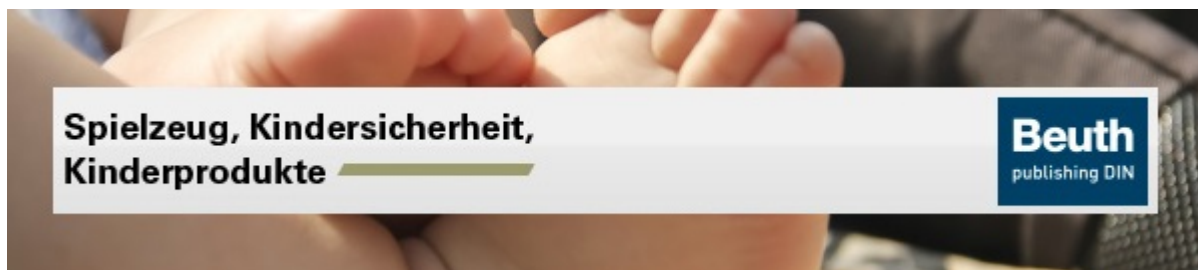 Spielzeug, Kindersicherheit,
Kinderprodukte
Beuth
publishing DIN